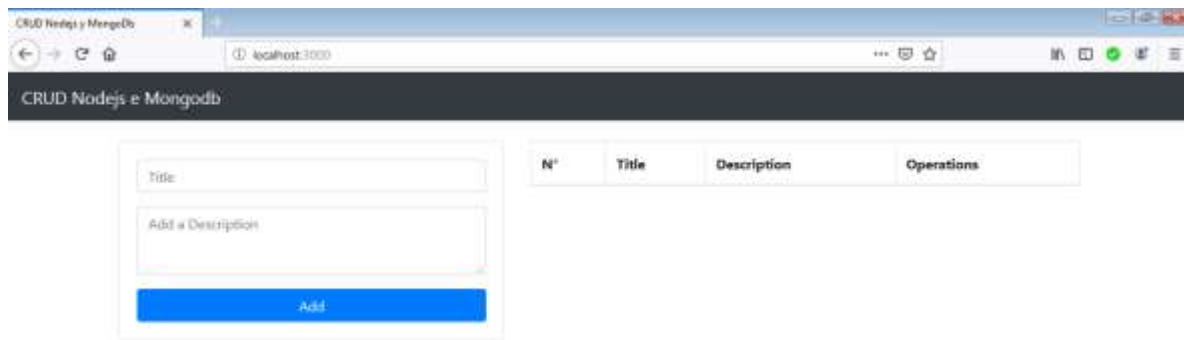 CRUD Nodejs y MongoDb
localhost:3000
CRUD Nodejs e Mongodb
Title
Add a Description
Add
N° Title Description Operations